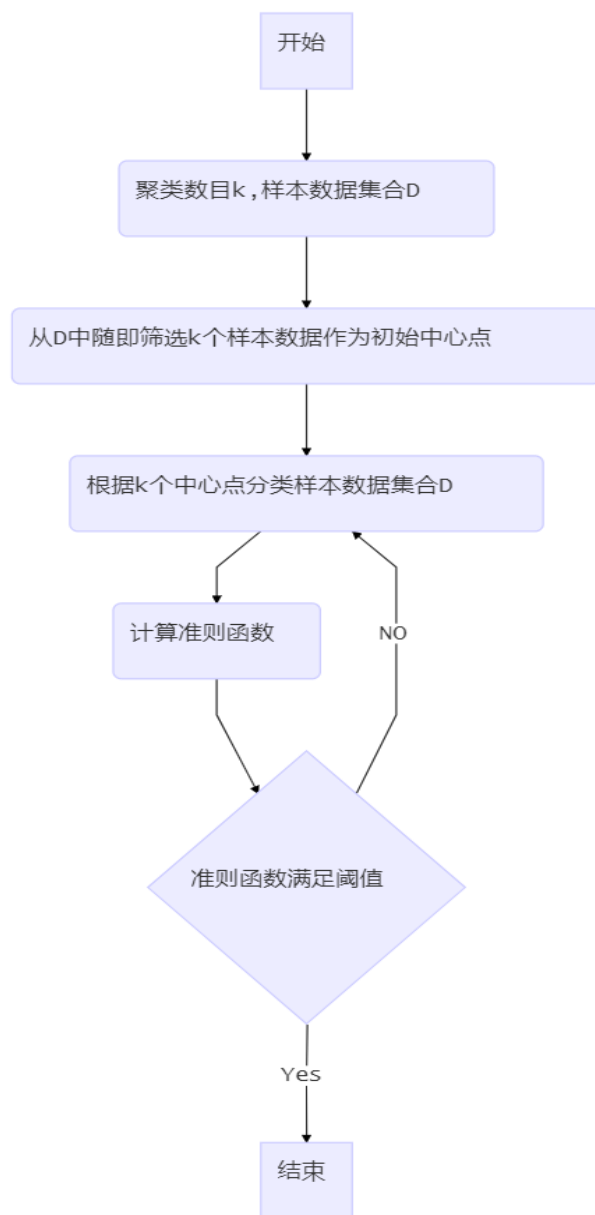 开始
聚类数目k,样本数据集合D
从D中随即筛选k个样本数据作为初始中心点
根据k个中心点分类样本数据集合D
计算准则函数
NO
准则函数满足阈值
Yes
结束